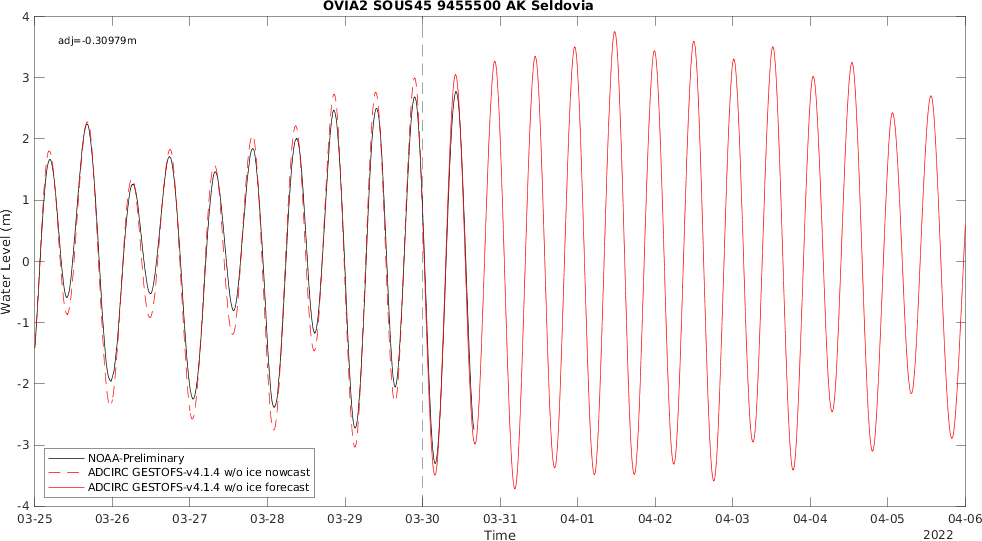 OVIA2 SOUS45 9455500 AK Seldovia
adj=-0.30979m
4
3
2
1
0
-1
-2
-3
-4
Water Level (m)
NOAA-Preliminary
ADCIRC GESTOFS-v4.1.4 w/o ice nowcast
ADCIRC GESTOFS-v4.1.4 w/o ice forecast
03-25 03-26 03-27 03-28 03-29 03-30 03-31 04-01 04-02 04-03 04-04 04-05 04-06
Time
2022